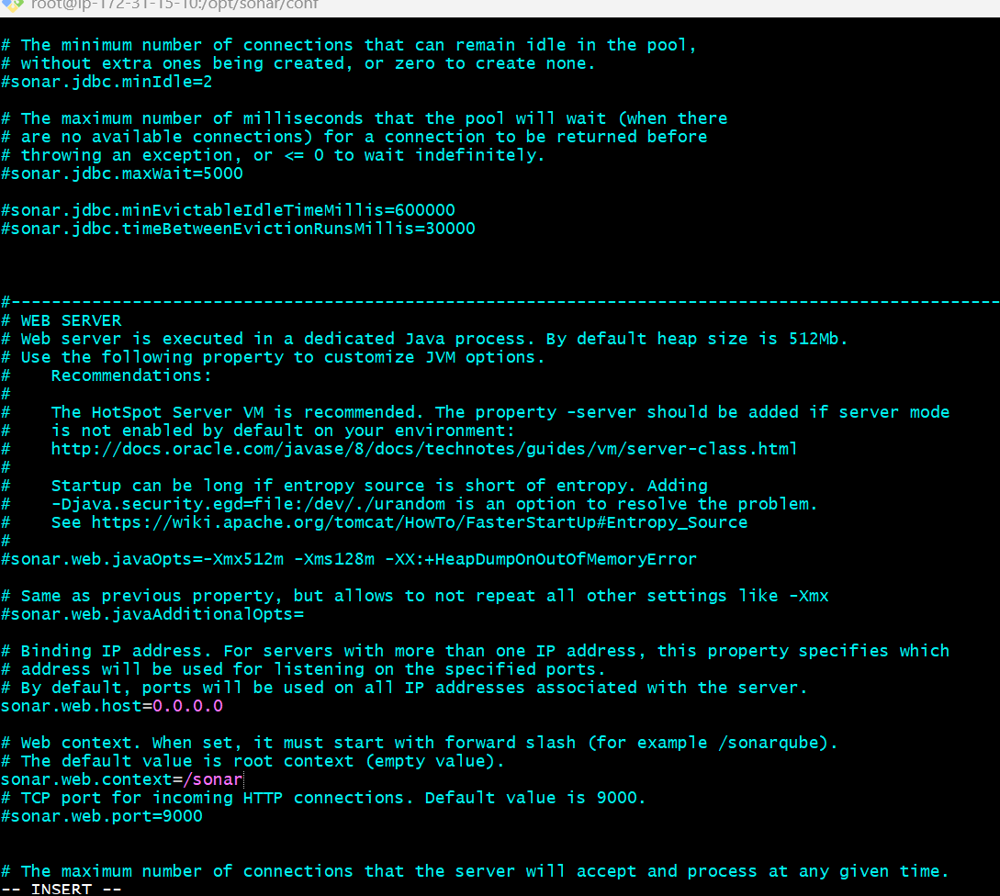 root@ip-172-31-15-10:/opt/sonar/conf
# The minimum number of connections that can remain idle in the pool,
# without extra ones being created, or zero to create none.
#sonar.jdbc.minIdle=2
# The maximum number of milliseconds that the pool will wait (when there
# are no available connections) for a connection to be returned before
# throwing an exception, or <= 0 to wait indefinitely.
#sonar.jdbc.maxWait=5000
#sonar.jdbc.minEvictableIdleTimeMillis=600000
#sonar.jdbc.timeBetweenEvictionRunsMillis=30000
#--------------------------------------------------------------------------------------------------
# WEB SERVER
# Web server is executed in a dedicated Java process. By default heap size is 512Mb.
# Use the following property to customize JVM options.
#    Recommendations:
#
#    The HotSpot Server VM is recommended. The property -server should be added if server mode
#    is not enabled by default on your environment:
#    http://docs.oracle.com/javase/8/docs/technotes/guides/vm/server-class.html
#
#    Startup can be long if entropy source is short of entropy. Adding
#    -Djava.security.egd=file:/dev/./urandom is an option to resolve the problem.
#    See https://wiki.apache.org/tomcat/HowTo/FasterStartUp#Entropy_Source
#
#sonar.web.javaOpts=-Xmx512m -Xms128m -XX:+HeapDumpOnOutOfMemoryError
# Same as previous property, but allows to not repeat all other settings like -Xmx
#sonar.web.javaAdditionalOpts=
# Binding IP address. For servers with more than one IP address, this property specifies which
# address will be used for listening on the specified ports.
# By default, ports will be used on all IP addresses associated with the server.
sonar.web.host=0.0.0.0
# Web context. When set, it must start with forward slash (for example /sonarqube).
# The default value is root context (empty value).
sonar.web.context=/sonar
# TCP port for incoming HTTP connections. Default value is 9000.
#sonar.web.port=9000
# The maximum number of connections that the server will accept and process at any given time.
-- INSERT --